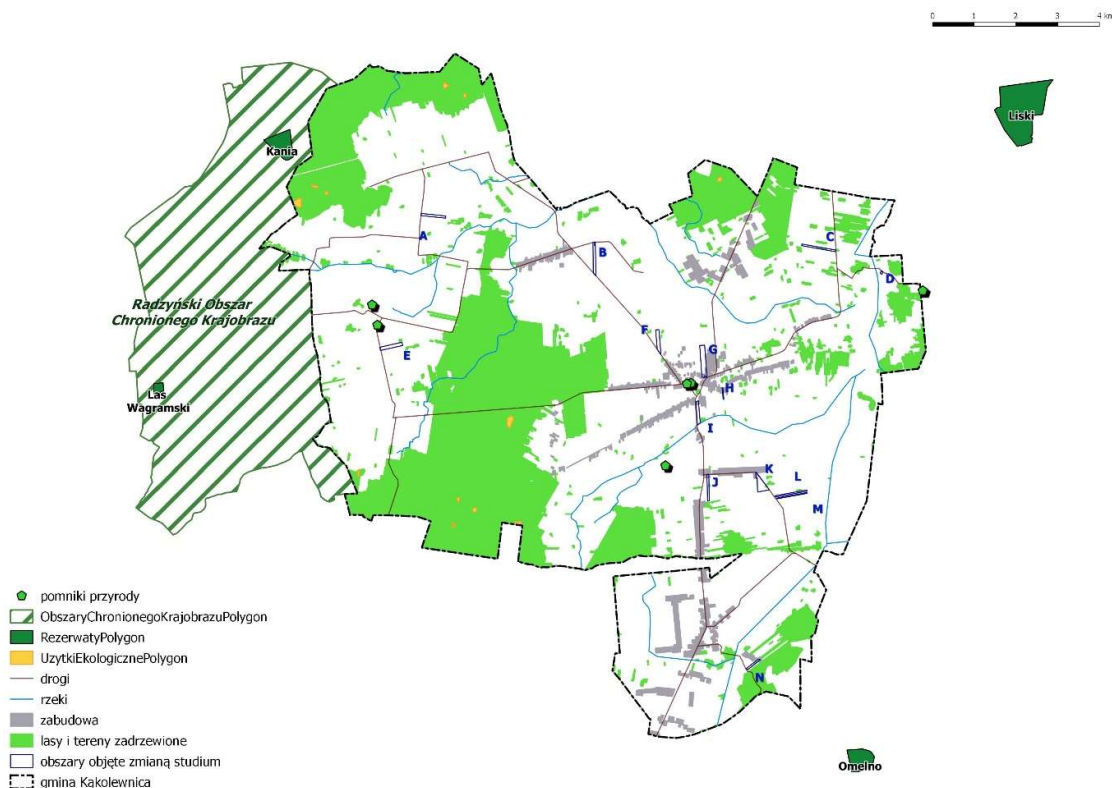 0 1 2 3 4 km
Liski
Kania
A
B
C
D
Radzyński Obszar
Chronionego Krajobrazu
E
F
G
H
Las
Wagramski
I
J
K
L
M
N
Omelno
pomniki przyrody
ObszaryChronionegoKrajobrazuPolygon
RezerwatyPolygon
UzytkiEkologicznePolygon
drogi
rzeki
zabudowa
lasy i tereny zadrzewione
obszary objęte zmianą studium
gmina Kąkolewnica